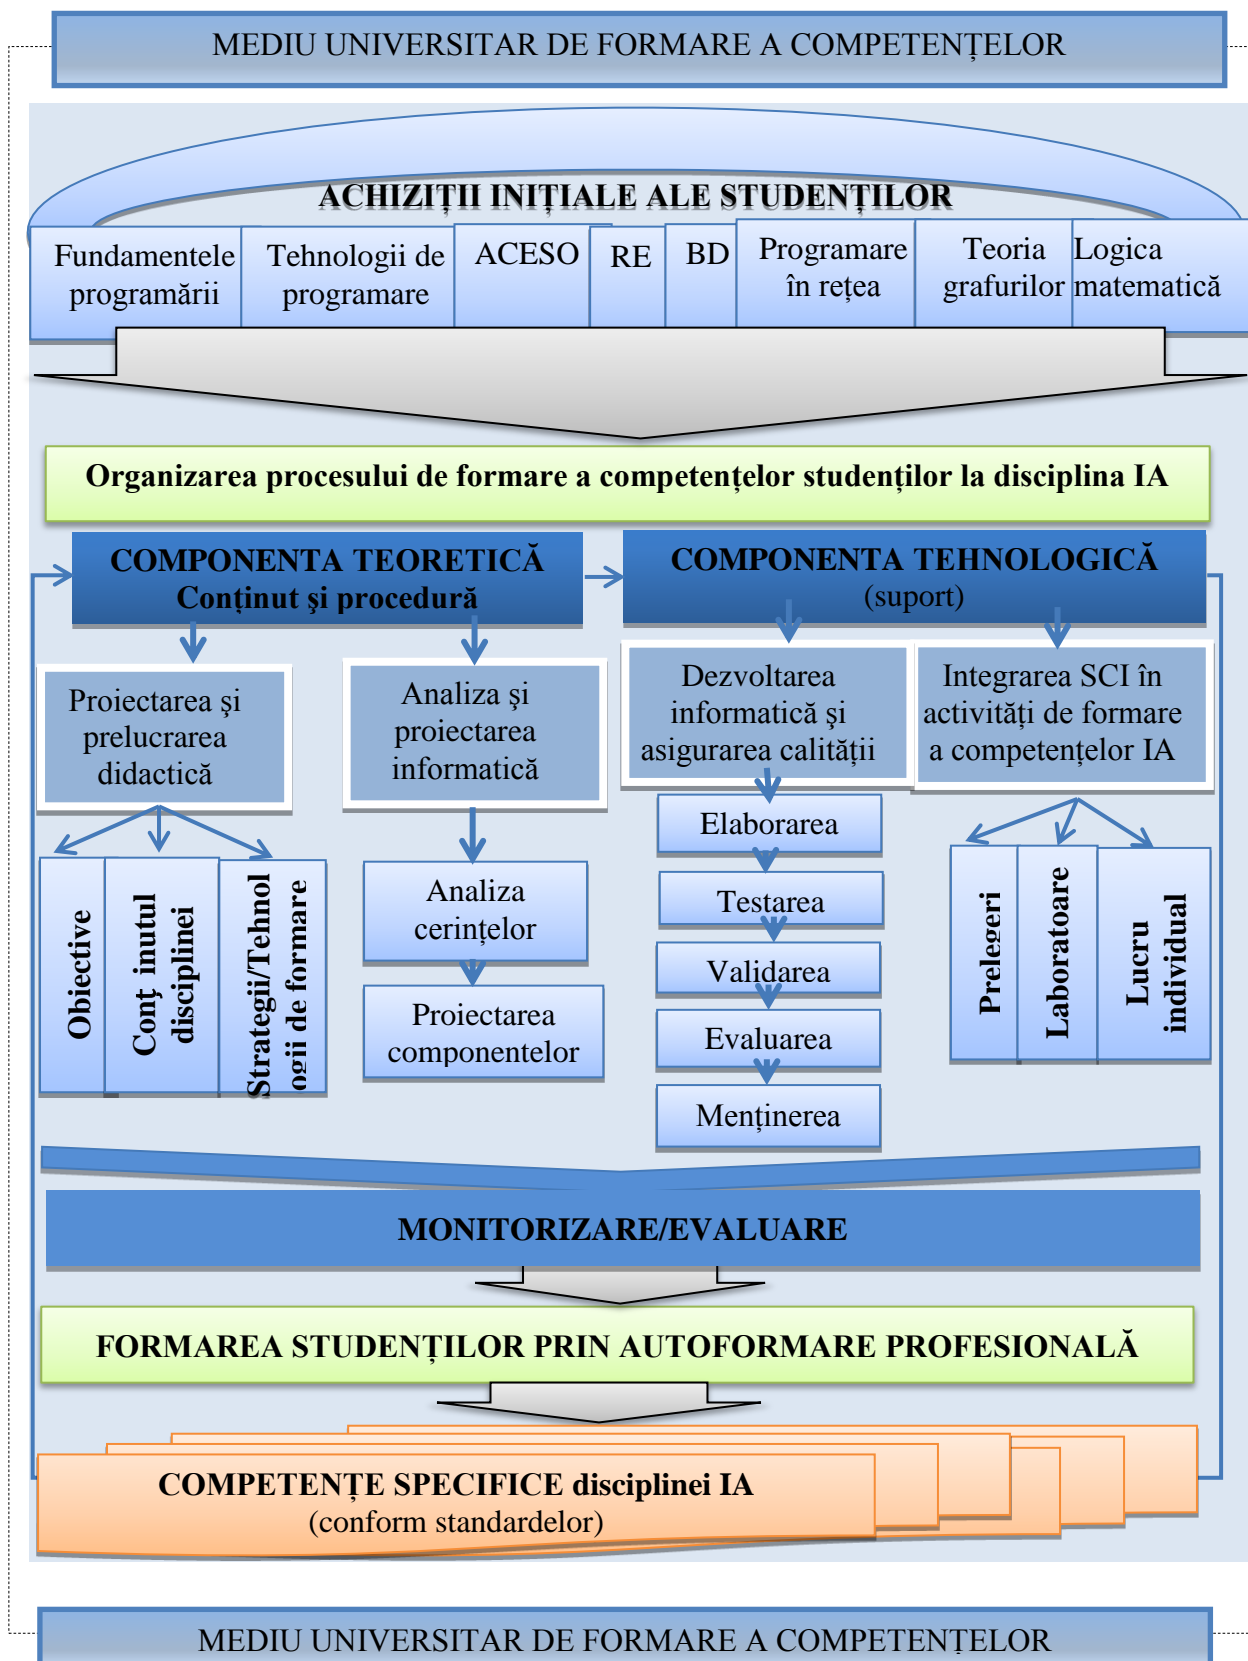 MEDIU UNIVERSITAR DE FORMARE A COMPETENȚELOR
ACHIZIȚII INIȚIALE ALE STUDENȚILOR
Fundamentele
programării
Tehnologii de
programare
ACESO
RE
BD
Programare
în rețea
Teoria
grafurilor
Logica
matematică
Organizarea procesului de formare a competențelor studenților la disciplina IA
COMPONENTA TEORETICĂ
Conținut şi procedură
COMPONENTA TEHNOLOGICĂ
(suport)
Proiectarea şi
prelucrarea
didactică
Analiza şi
proiectarea
informatică
Dezvoltarea
informatică şi
asigurarea calității
Integrarea SCI în
activități de formare
a competențelor IA
Obiective
Conţ inutul
disciplinei
Strategii/Tehnol
ogii de formare
Analiza
cerințelor
Proiectarea
componentelor
Elaborarea
Testarea
Validarea
Evaluarea
Menținerea
Prelegeri
Laboratoare
Lucru
individual
MONITORIZARE/EVALUARE
FORMAREA STUDENȚILOR PRIN AUTOFORMARE PROFESIONALĂ
COMPETENȚE SPECIFICE disciplinei IA
(conform standardelor)
MEDIU UNIVERSITAR DE FORMARE A COMPETENȚELOR